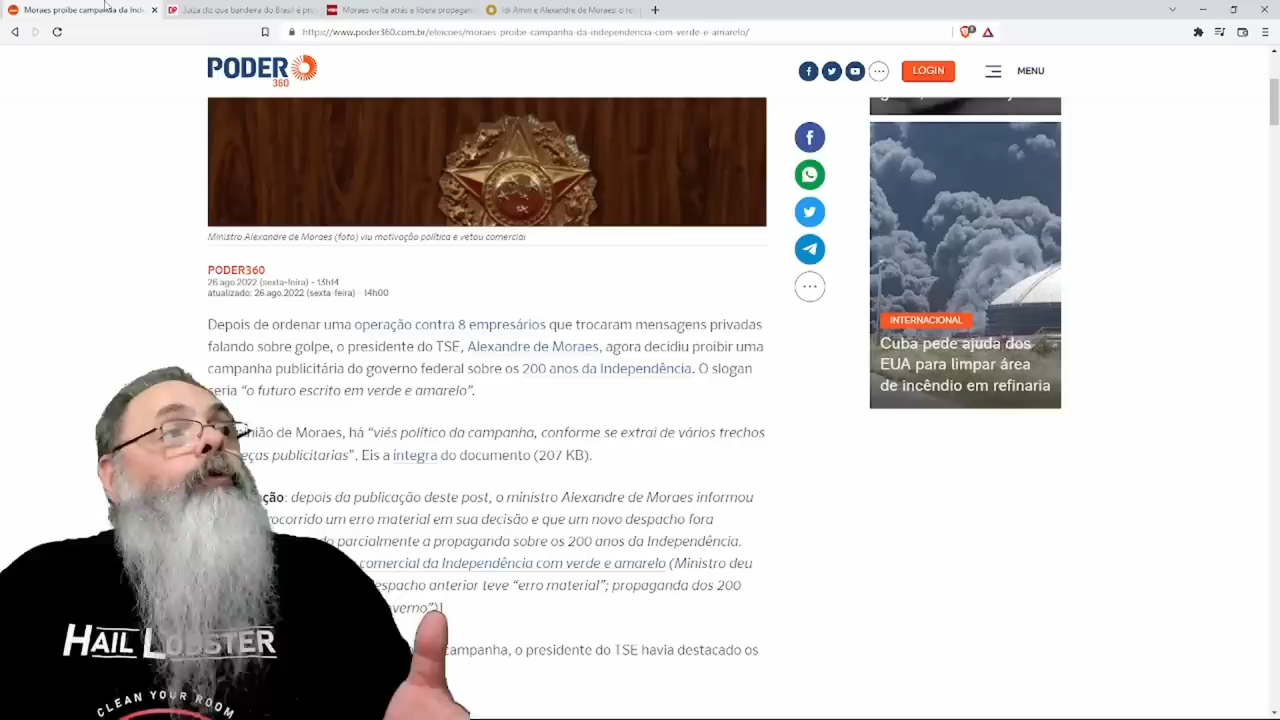 Moraes proíbe campanha da Ind
Juíza diz que bandeira do Brasil é pro
Moraes volta atrás e libera propagan
Idi Amin e Alexandre de Moraes: o re
https://www.poder360.com.br/eleicoes/moraes-proibe-campanha-da-independencia-com-verde-e-amarelo/
PODER
360
LOGIN
MENU
Ministro Alexandre de Moraes (foto) viu motivação política e vetou comercial
PODER360
26.ago.2022 (sexta-feira) - 13h14
atualizado: 26.ago.2022 (sexta-feira) - 14h00
Depois de ordenar uma operação contra 8 empresários que trocaram mensagens privadas
falando sobre golpe, o presidente do TSE, Alexandre de Moraes, agora decidiu proibir uma
campanha publicitária do governo federal sobre os 200 anos da Independência. O slogan
seria “o futuro escrito em verde e amarelo”.
inião de Moraes, há “viés político da campanha, conforme se extrai de vários trechos
eças publicitarias”. Eis a íntegra do documento (207 KB).
ção: depois da publicação deste post, o ministro Alexandre de Moraes informou
ocorrido um erro material em sua decisão e que um novo despacho fora
do parcialmente a propaganda sobre os 200 anos da Independência.
comercial da Independência com verde e amarelo (Ministro deu
espacho anterior teve “erro material”; propaganda dos 200
verno”)]
campanha, o presidente do TSE havia destacado os
INTERNACIONAL
Cuba pede ajuda dos
EUA para limpar área
de incêndio em refinaria
HAIL LOBSTER
CLEAN YOUR ROOM